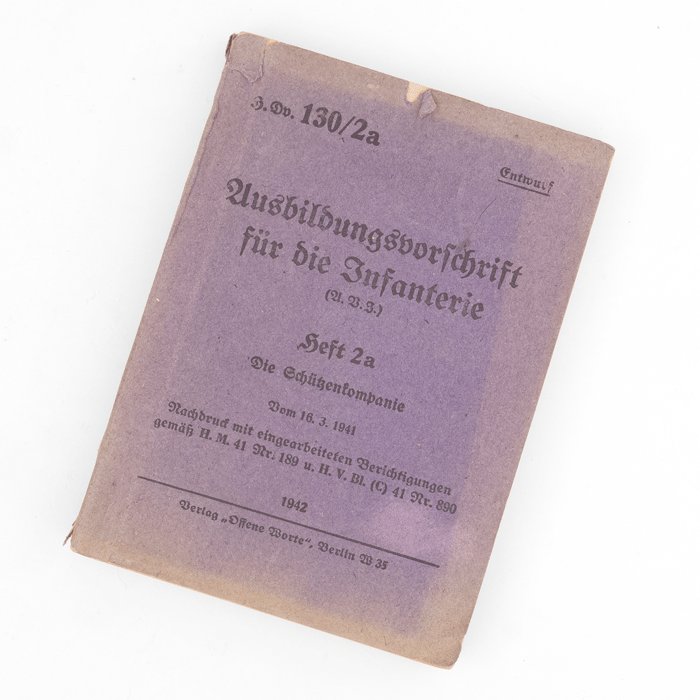 H.Dv. 130/2a
Entwurf
Ausbildungsvorschrift
für die Infanterie
(A.V.I.)
Heft 2a
Die Schützenkompanie
Vom 16. 3. 1941
Nachdruck mit eingearbeiteten Berichtigungen
gemäß H. M. 41 Nr. 189 u. H. V. Bl. (C) 41 Nr. 890
1942
Verlag „Offene Worte“, Berlin W 35